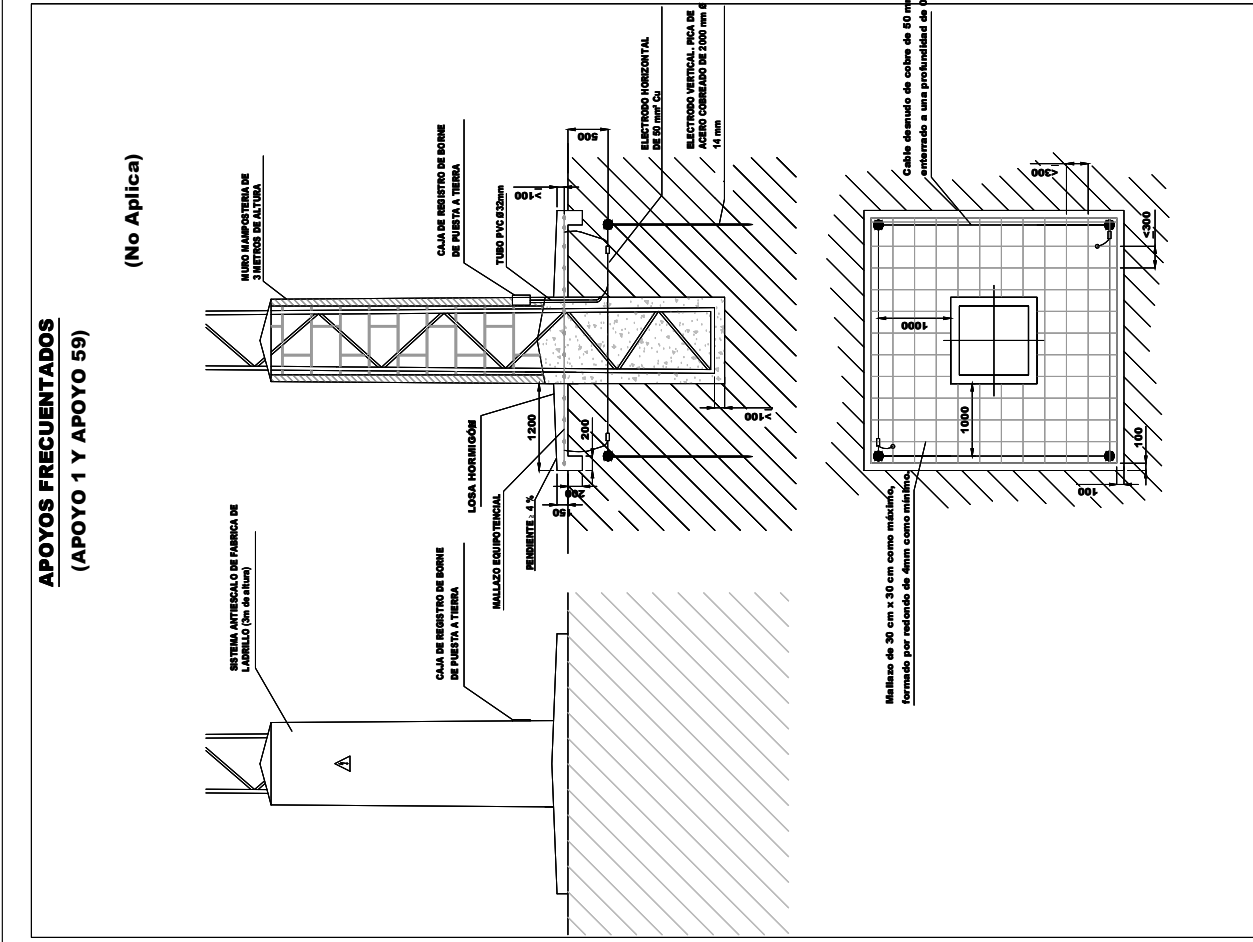 APOYOS FRECUENTADOS
(APOYO 1 Y APOYO 59)
(No Aplica)
SISTEMA ANTIESCALO DE FABRICA DE
LADRILLO (3m de altura)
CAJA DE REGISTRO DE BORNE
DE PUESTA A TIERRA
MURO MAMPOSTERIA DE
3 METROS DE ALTURA
CAJA DE REGISTRO DE BORNE
DE PUESTA A TIERRA
TUBO PVC Ø32mm
>100
500
LOSA HORMIGÓN
1200
MALLAZO EQUIPOTENCIAL
PENDIENTE ≥ 4 %
150
200
200
>100
ELECTRODO HORIZONTAL
DE 50 mm² Cu
ELECTRODO VERTICAL. PICA DE
ACERO COBREADO DE 2000 mm Ø
14 mm
Mallazo de 30 cm x 30 cm como máximo,
formado por redondo de 4mm como mínimo.
Cable desnudo de cobre de 50
enterrado a una profundidad de
1000
1000
<300
<300
100
100